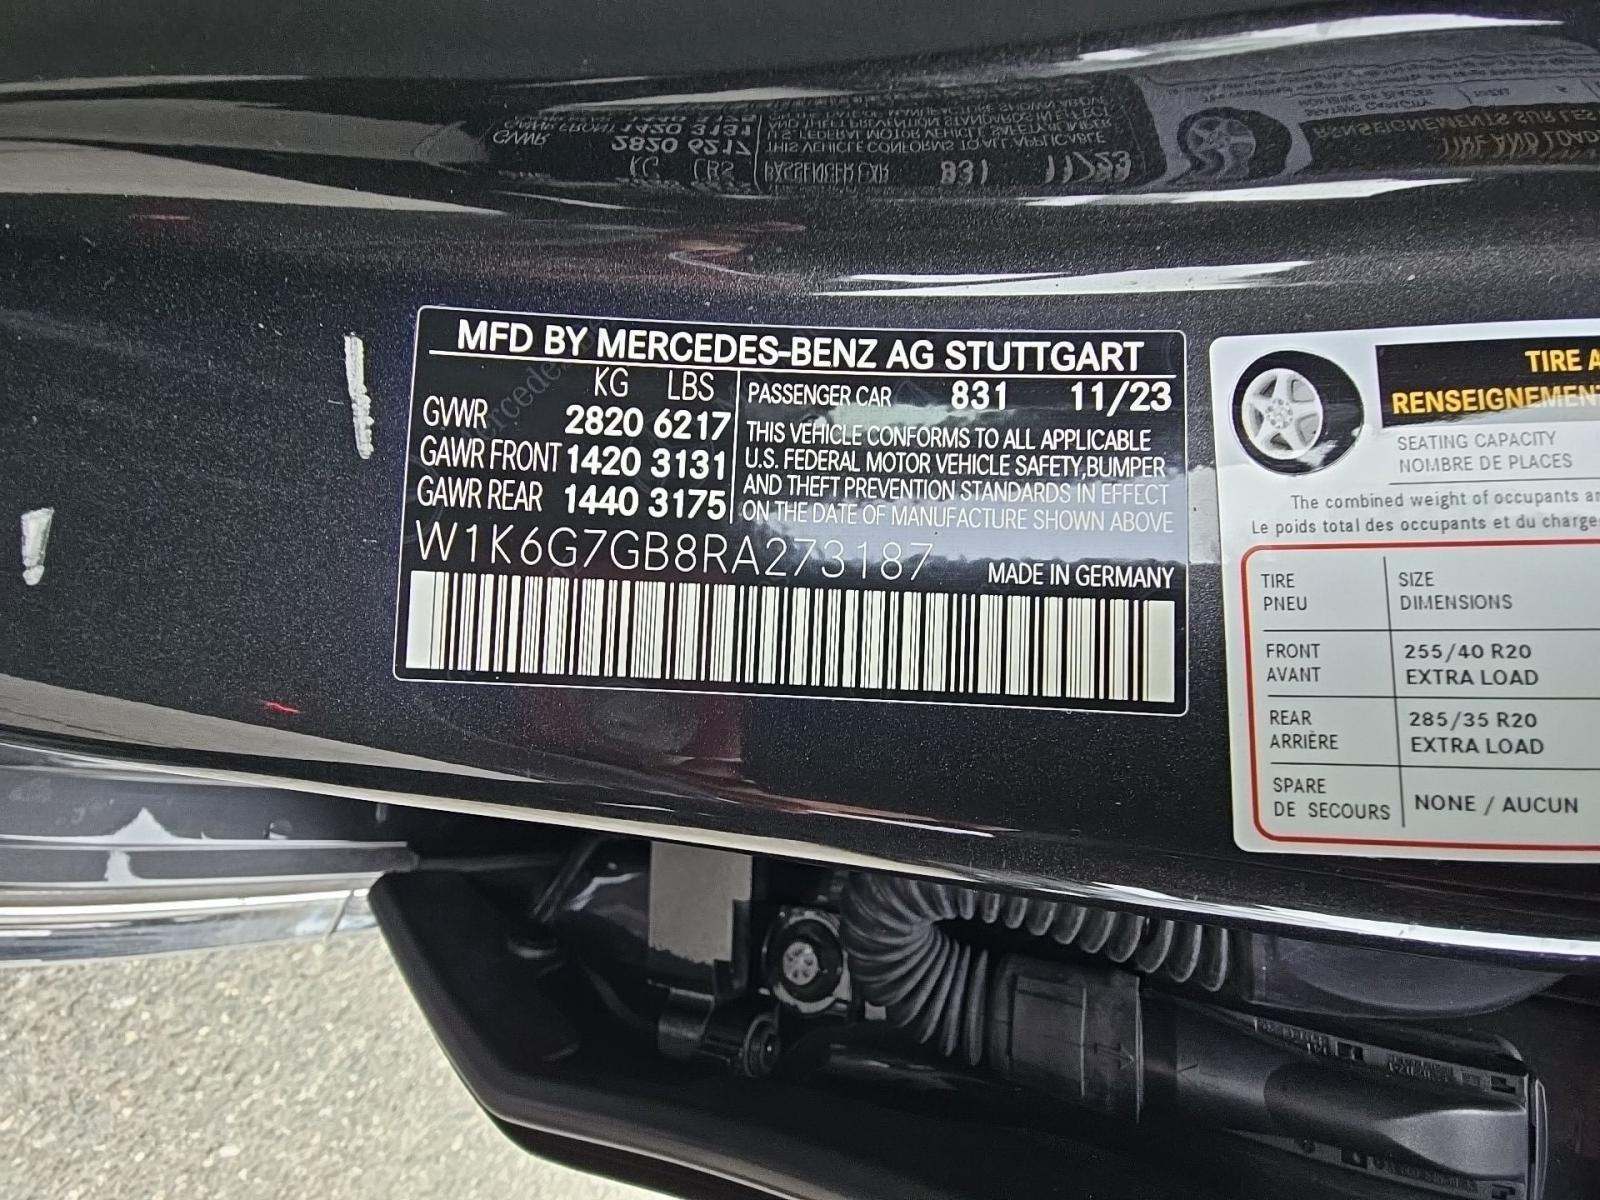 MFD BY MERCEDES-BENZ AG STUTTGART
KG LBS
GVWR 2820 6217
GAWR FRONT 1420 3131
GAWR REAR 1440 3175
PASSENGER CAR 831 11/23
THIS VEHICLE CONFORMS TO ALL APPLICABLE
U.S. FEDERAL MOTOR VEHICLE SAFETY,BUMPER
AND THEFT PREVENTION STANDARDS IN EFFECT
ON THE DATE OF MANUFACTURE SHOWN ABOVE
W1K6G7GB8RA273187
MADE IN GERMANY
TIRE
SEATING CAPACITY
NOMBRE DE PLACES
The combined weight of occupants
Le poids total des occupants et du
TIRE SIZE
PNEU DIMENSIONS
FRONT 255/40 R20
AVANT EXTRA LOAD
REAR 285/35 R20
ARRIÈRE EXTRA LOAD
SPARE
DE SECOURS NONE / AUCUN